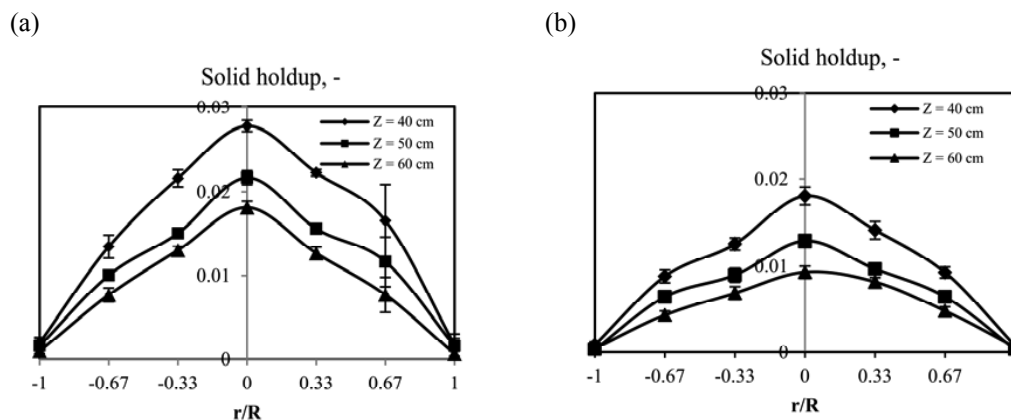 (a)
Solid holdup, -
0.03
Z = 40 cm
Z = 50 cm
Z = 60 cm
0.02
0.01
0
-1 -0.67 -0.33 0 0.33 0.67 1
r/R
(b)
Solid holdup, -
0.03
Z = 40 cm
Z = 50 cm
Z = 60 cm
0.02
0.01
0
-1 -0.67 -0.33 0 0.33 0.67
r/R